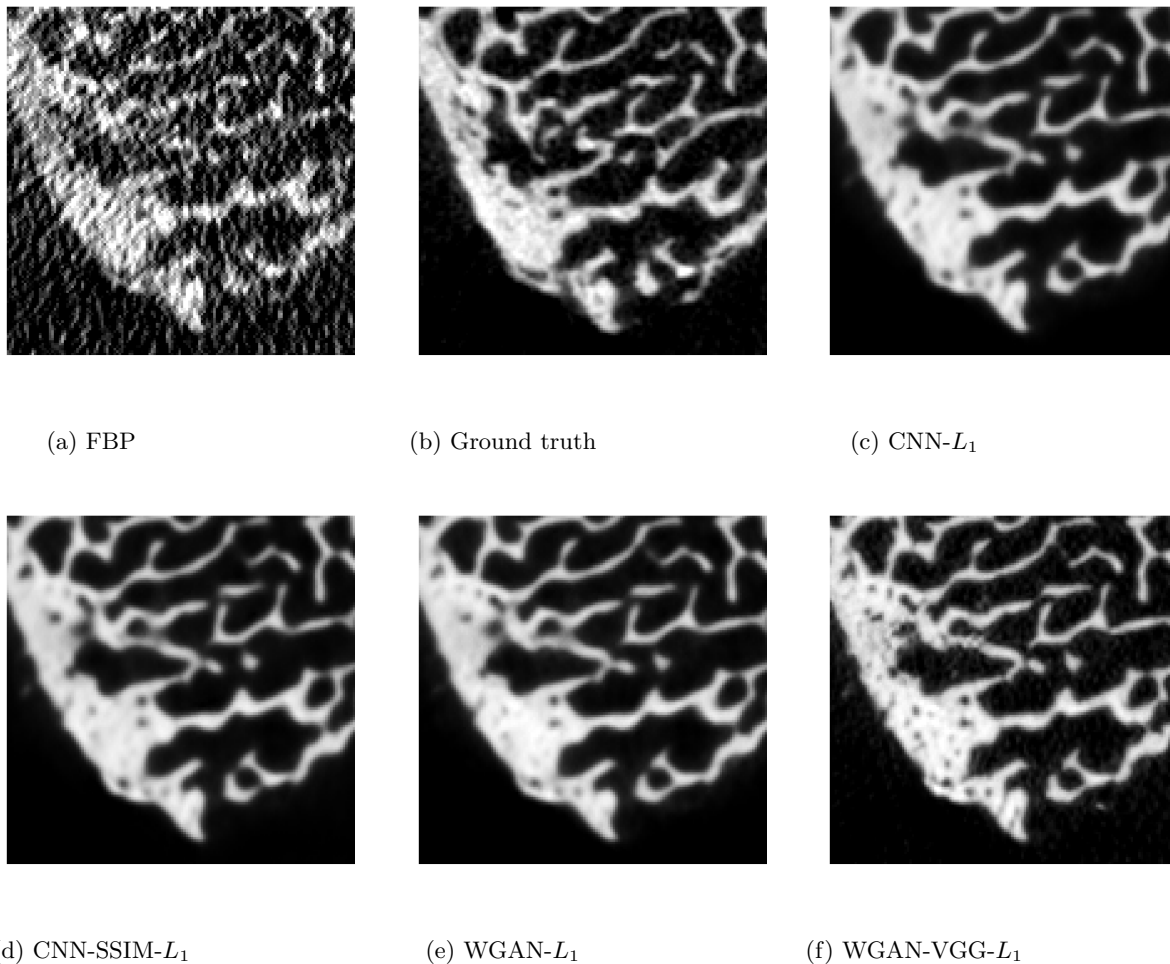 (a) FBP
(b) Ground truth
(c) CNN-L₁
d) CNN-SSIM-L₁
(e) WGAN-L₁
(f) WGAN-VGG-L₁